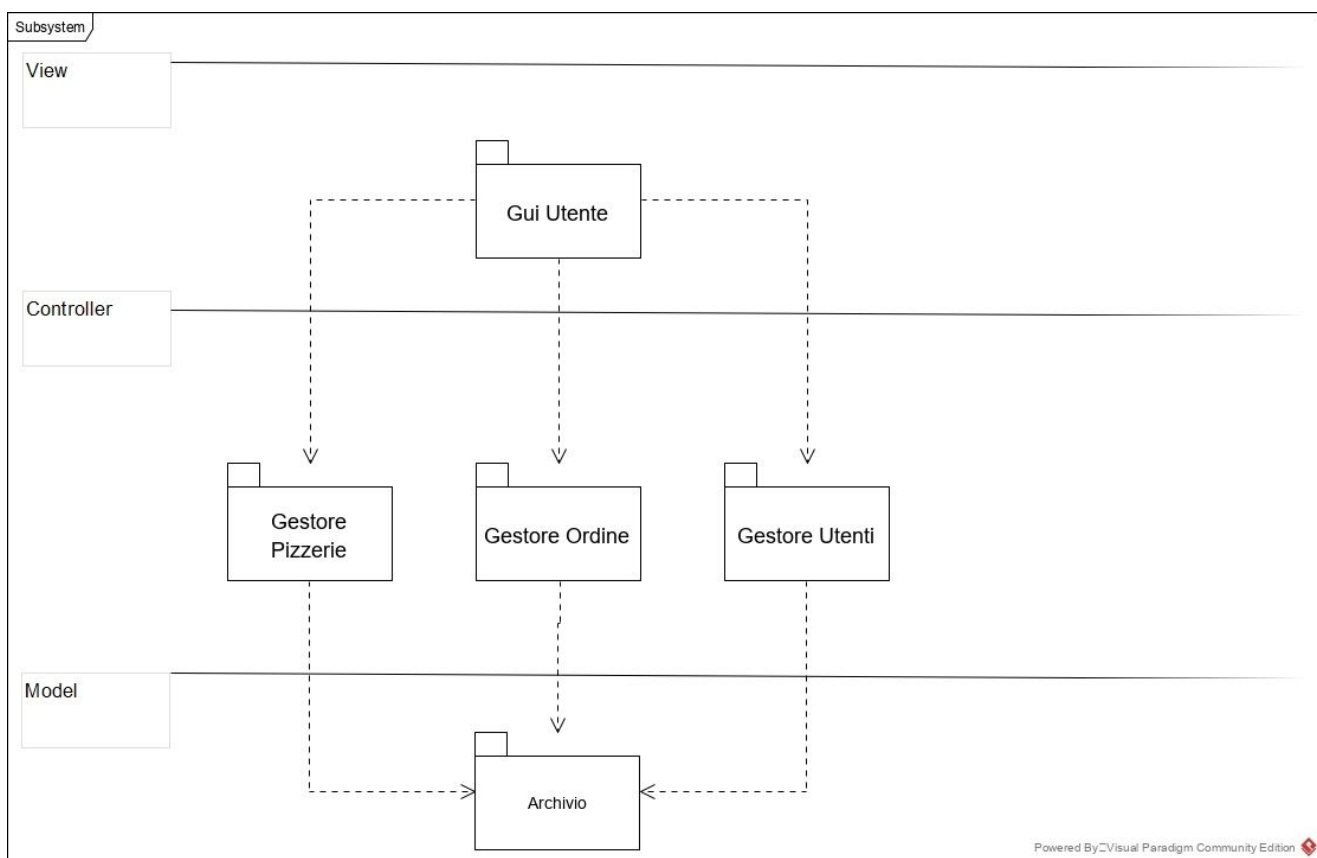 Subsystem
View
Gui Utente
Controller
Gestore
Pizzerie
Gestore Ordine
Gestore Utenti
Model
Archivio
Powered By Visual Paradigm Community Edition